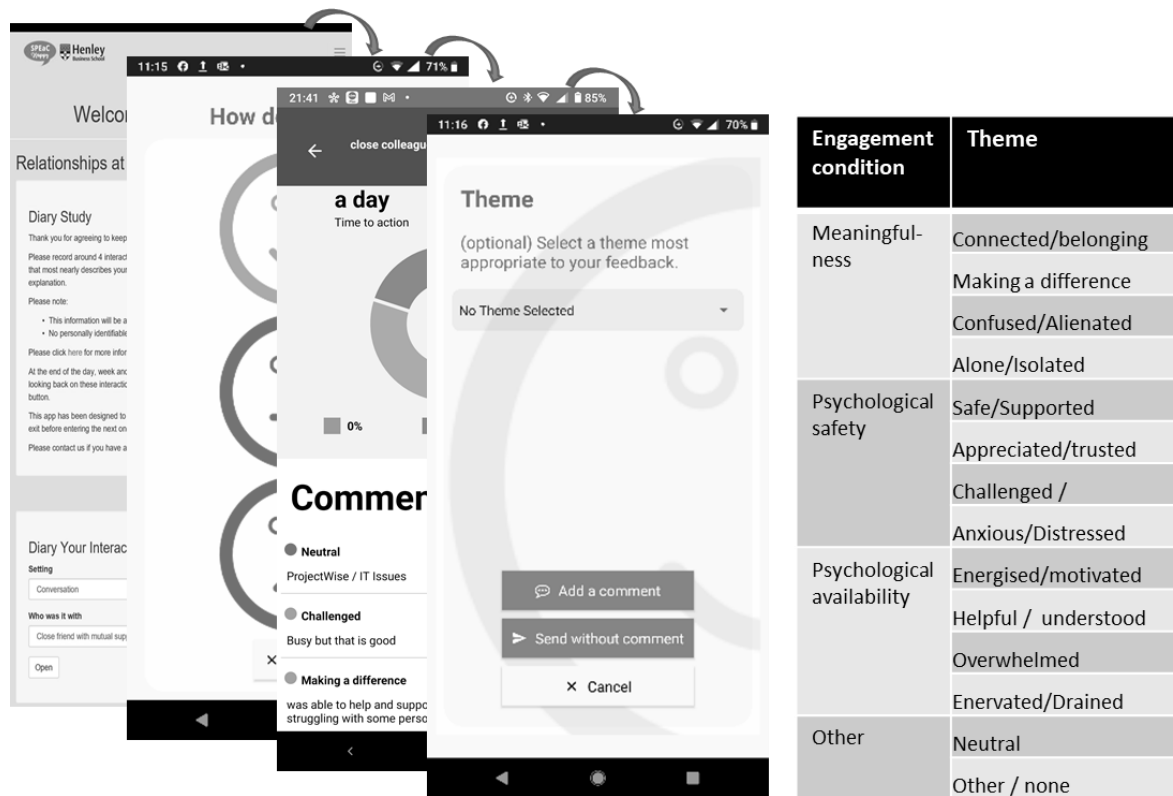 SPEaC
Henley
Business School
Welco
Relationships at
Diary Study
Thank you for agreeing to keep
Please record around 4 interact
that most nearly describes your
explanation.
Please note:
• This information will be a
• No personally identifiable
Please click here for more infor
At the end of the day, week and
looking back on these interactio
button.
This app has been designed to
exit before entering the next on
Please contact us if you have a
Diary Your Interac
Setting
Conversation
Who was it with
Close friend with mutual supp
Open
11:15
71%
How d
21:41
85%
close colleagu
a day
Time to action
0%
Commer
Neutral
ProjectWise / IT Issues
Challenged
Busy but that is good
Making a difference
was able to help and suppo
struggling with some perso
11:16
70%
Theme
(optional) Select a theme most
appropriate to your feedback.
No Theme Selected
Add a comment
Send without comment
× Cancel
Engagement condition Theme
Meaningful-
ness
Connected/belonging
Making a difference
Confused/Alienated
Alone/Isolated
Psychological
safety
Safe/Supported
Appreciated/trusted
Challenged /
Anxious/Distressed
Psychological
availability
Energised/motivated
Helpful / understood
Overwhelmed
Enervated/Drained
Other
Neutral
Other / none